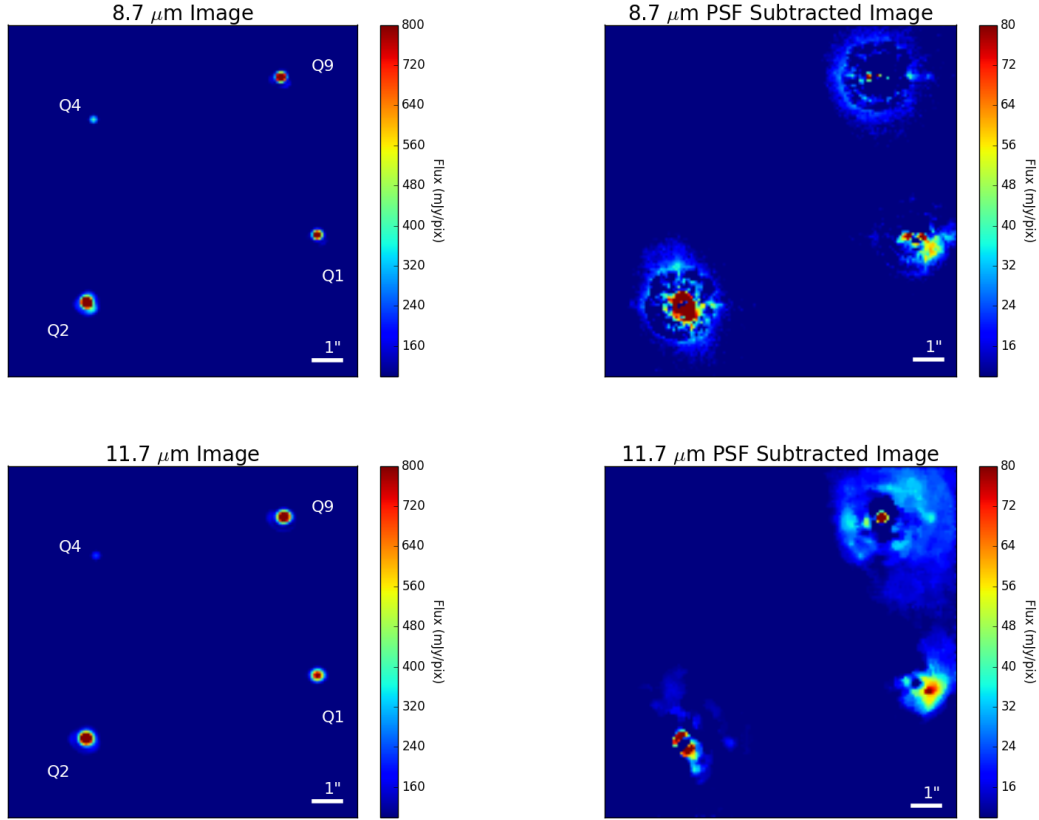 8.7 μm Image
Q9
Q4
Q1
Q2
1"
800
720
640
560
480
400
320
240
160
Flux (mJy/pix)
8.7 μm PSF Subtracted Image
1"
80
72
64
56
48
40
32
24
16
Flux (mJy/pix)
11.7 μm Image
Q9
Q4
Q1
Q2
1"
800
720
640
560
480
400
320
240
160
Flux (mJy/pix)
11.7 μm PSF Subtracted Image
1"
80
72
64
56
48
40
32
24
16
Flux (mJy/pix)